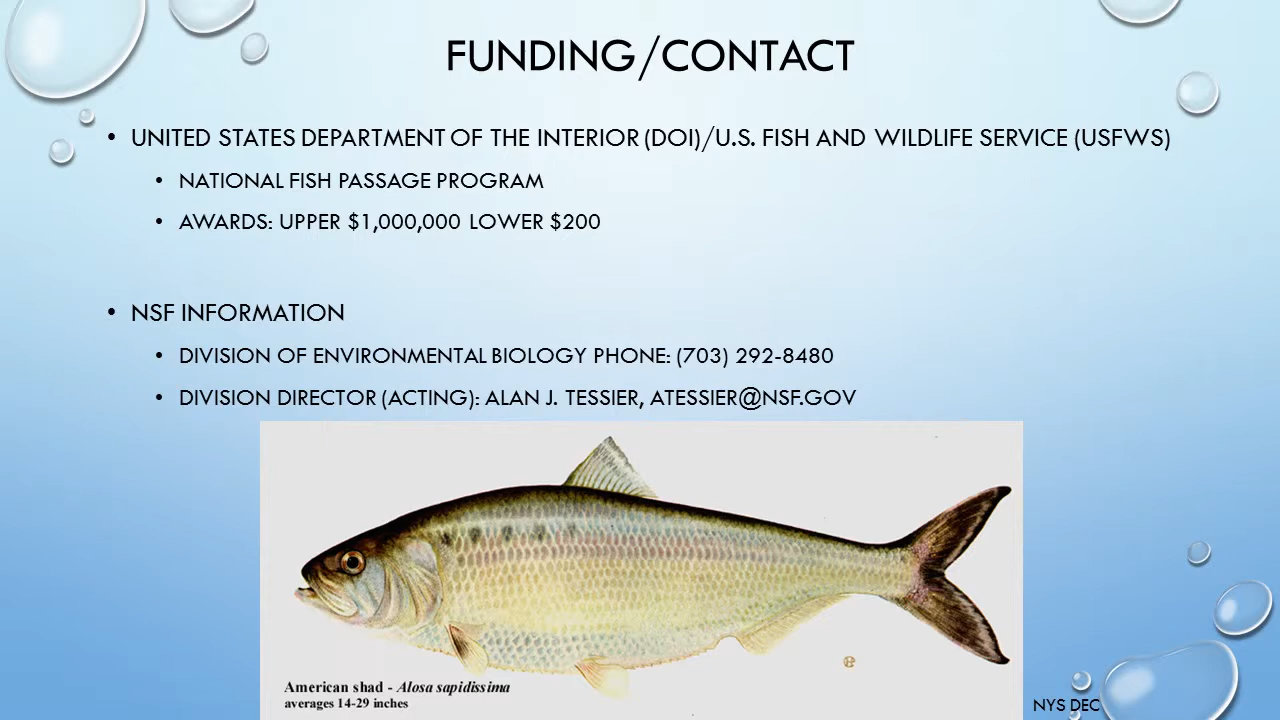 FUNDING/CONTACT
• UNITED STATES DEPARTMENT OF THE INTERIOR (DOI)/U.S. FISH AND WILDLIFE SERVICE (USFWS)
• NATIONAL FISH PASSAGE PROGRAM
• AWARDS: UPPER $1,000,000 LOWER $200
• NSF INFORMATION
• DIVISION OF ENVIRONMENTAL BIOLOGY PHONE: (703) 292-8480
• DIVISION DIRECTOR (ACTING): ALAN J. TESSIER, ATESSIER@NSF.GOV
American shad - Alosa sapidissima
averages 14-29 inches
NYS DEC